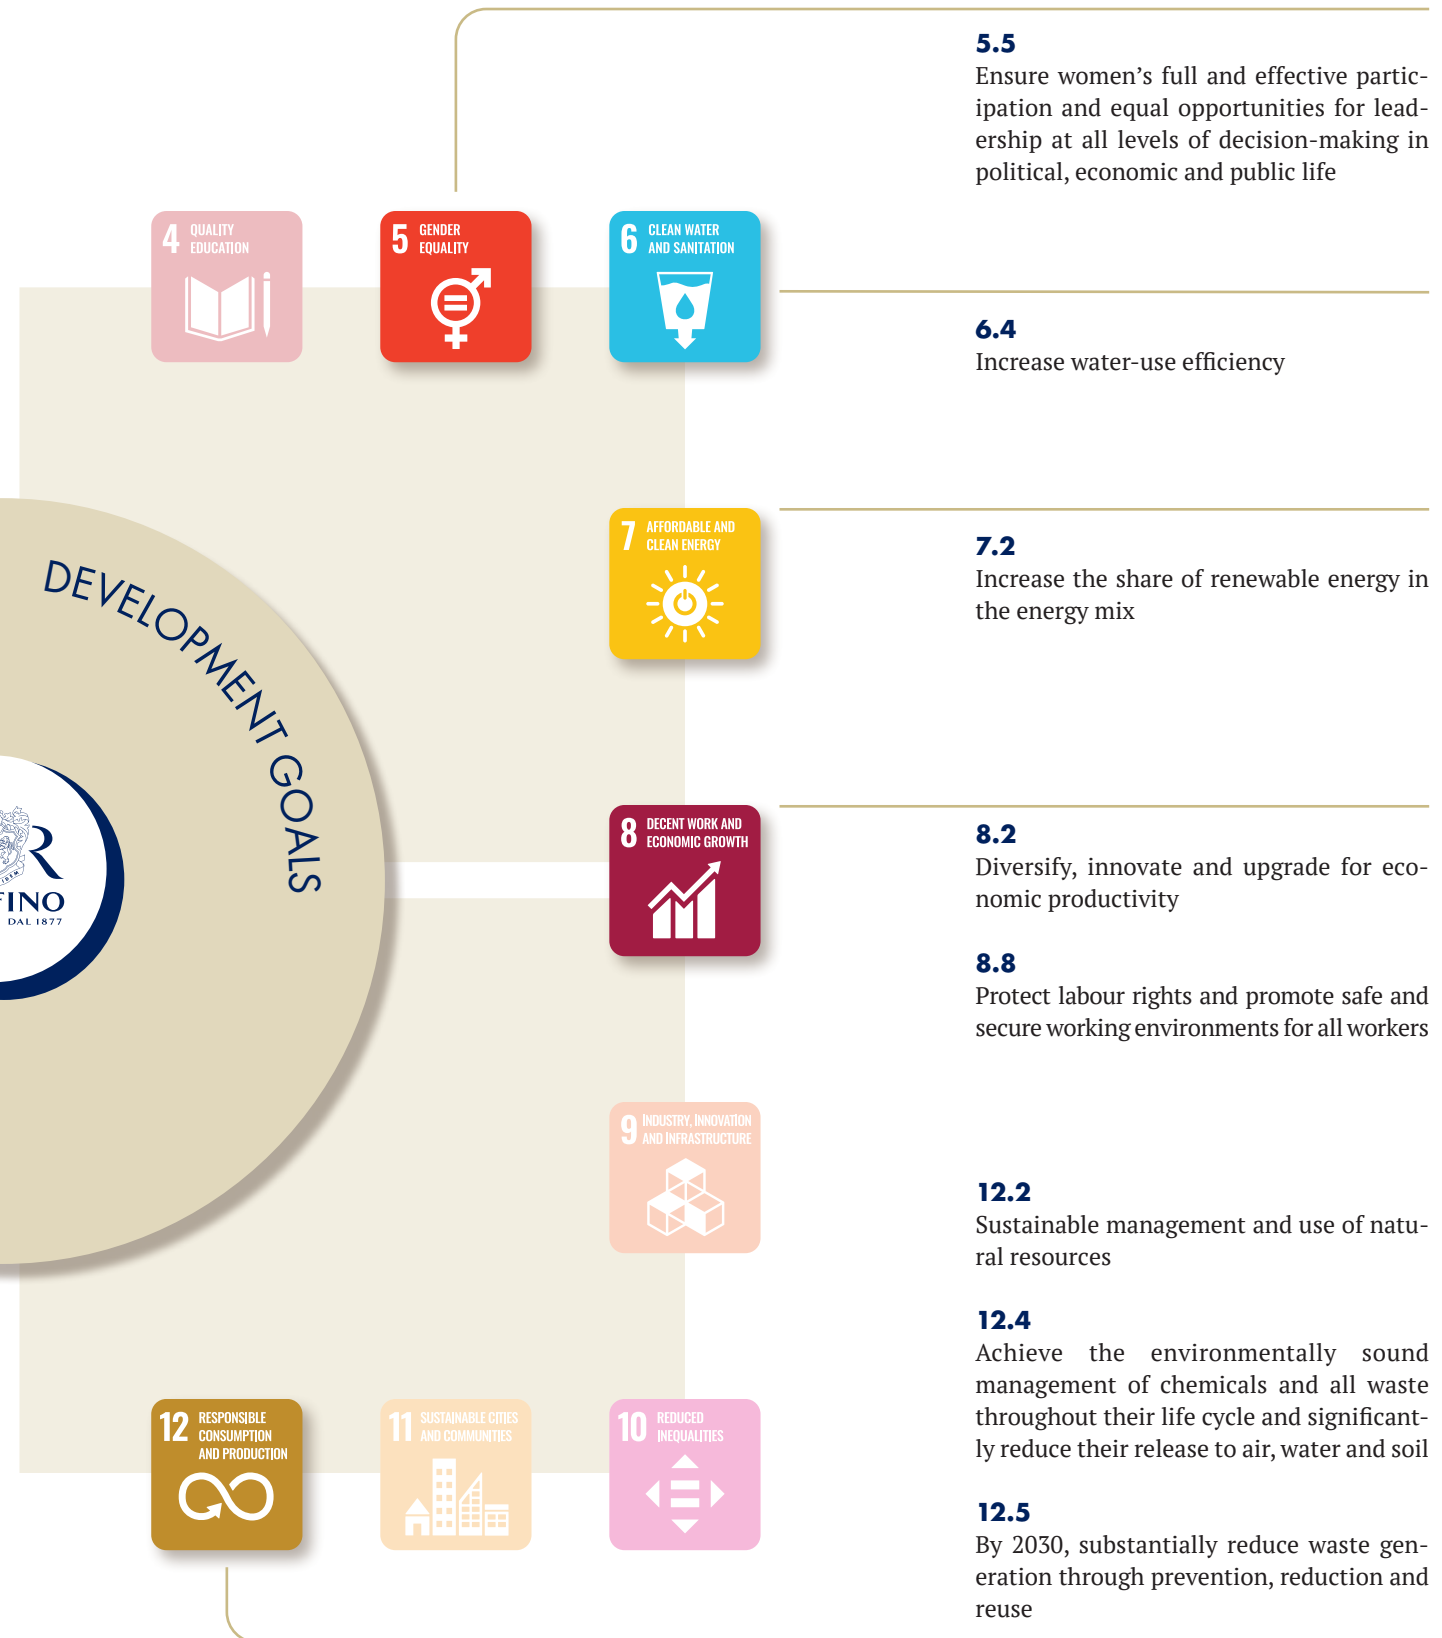 5.5
Ensure women’s full and effective partic-
ipation and equal opportunities for lead-
ership at all levels of decision-making in
political, economic and public life
4 QUALITY
EDUCATION
5 GENDER
EQUALITY
6 CLEAN WATER
AND SANITATION
6.4
Increase water-use efficiency
7 AFFORDABLE AND
CLEAN ENERGY
7.2
Increase the share of renewable energy in
the energy mix
DEVELOPMENT GOALS
R
FINO
DAL 1877
8 DECENT WORK AND
ECONOMIC GROWTH
8.2
Diversify, innovate and upgrade for eco-
nomic productivity
8.8
Protect labour rights and promote safe and
secure working environments for all workers
9 INDUSTRY, INNOVATION
AND INFRASTRUCTURE
12.2
Sustainable management and use of natu-
ral resources
12.4
Achieve the environmentally sound
management of chemicals and all waste
throughout their life cycle and significant-
ly reduce their release to air, water and soil
12 RESPONSIBLE
CONSUMPTION
AND PRODUCTION
11 SUSTAINABLE CITIES
AND COMMUNITIES
10 REDUCED
INEQUALITIES
12.5
By 2030, substantially reduce waste gen-
eration through prevention, reduction and
reuse